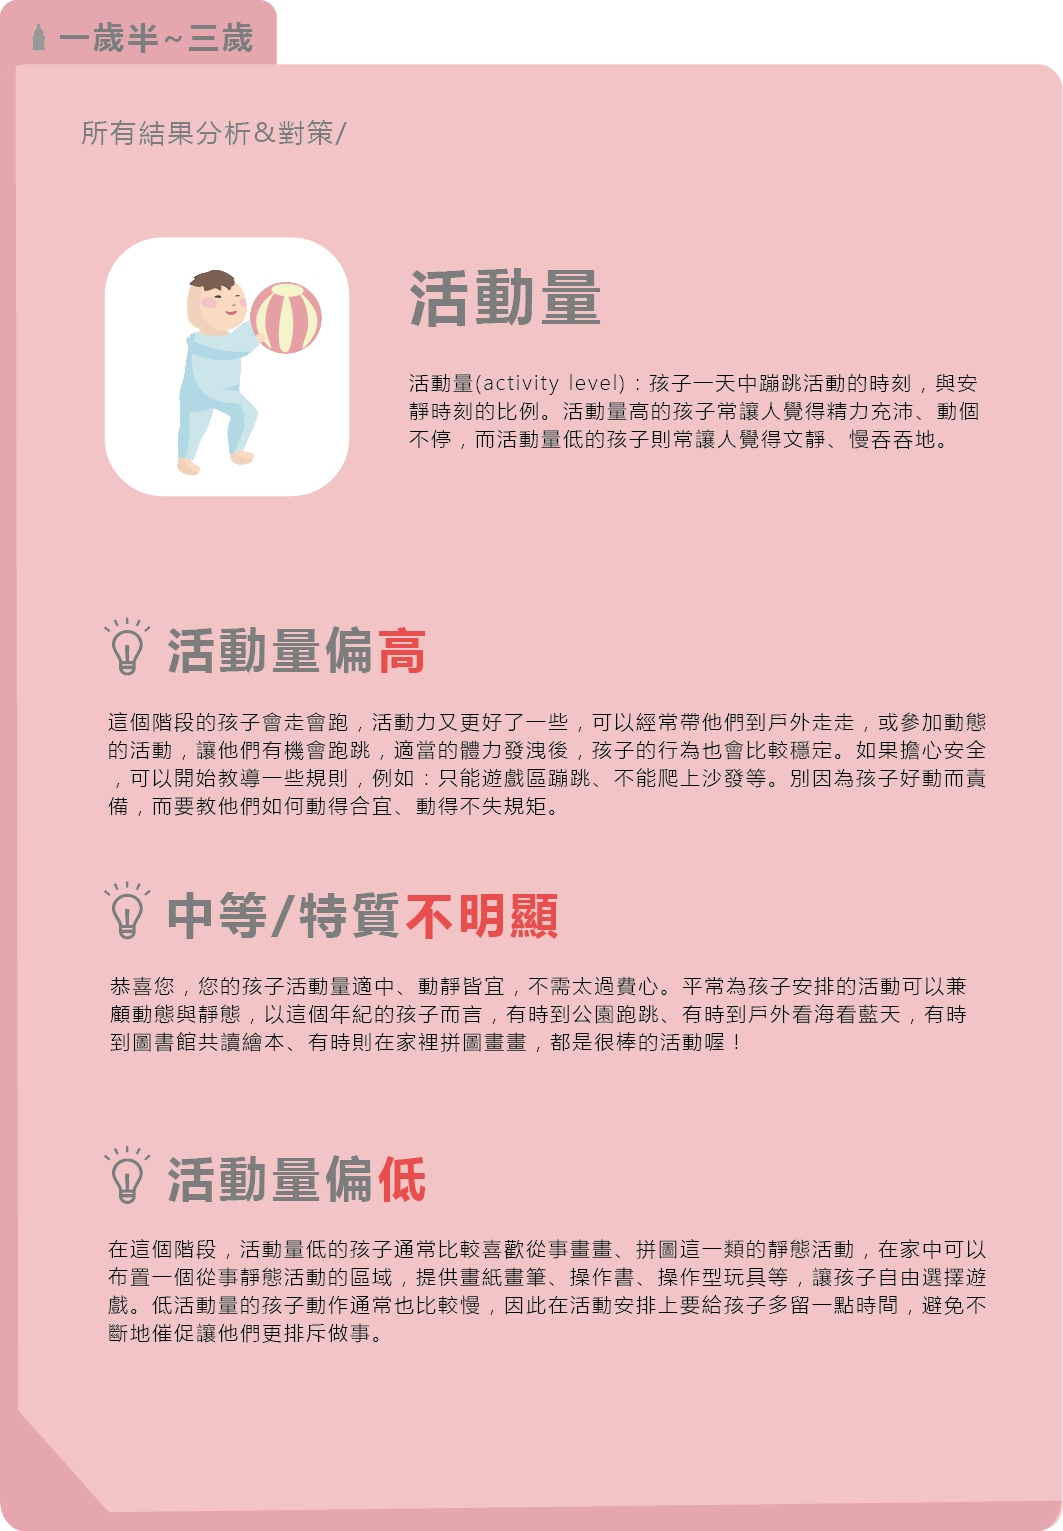 一歲半~三歲
所有結果分析&對策/
活動量
活動量(activity level)：孩子一天中蹦跳活動的時刻，與安
靜時刻的比例。活動量高的孩子常讓人覺得精力充沛、動個
不停，而活動量低的孩子則常讓人覺得文靜、慢吞吞地。
活動量偏高
這個階段的孩子會走會跑，活動力又更好了一些，可以經常帶他們到戶外走走，或參加動態
的活動，讓他們有機會跑跳，適當的體力發洩後，孩子的行為也會比較穩定。如果擔心安全
，可以開始教導一些規則，例如：只能遊戲區蹦跳、不能爬上沙發等。別因為孩子好動而責
備，而要教他們如何動得合宜、動得不失規矩。
中等/特質不明顯
恭喜您，您的孩子活動量適中、動靜皆宜，不需太過費心。平常為孩子安排的活動可以兼
顧動態與靜態，以這個年紀的孩子而言，有時到公園跑跳、有時到戶外看海看藍天，有時
到圖書館共讀繪本、有時則在家裡拼圖畫畫，都是很棒的活動喔！
活動量偏低
在這個階段，活動量低的孩子通常比較喜歡從事畫畫、拼圖這一類的靜態活動，在家中可以
布置一個從事靜態活動的區域，提供畫紙畫筆、操作書、操作型玩具等，讓孩子自由選擇遊
戲。低活動量的孩子動作通常也比較慢，因此在活動安排上要給孩子多留一點時間，避免不
斷地催促讓他們更排斥做事。